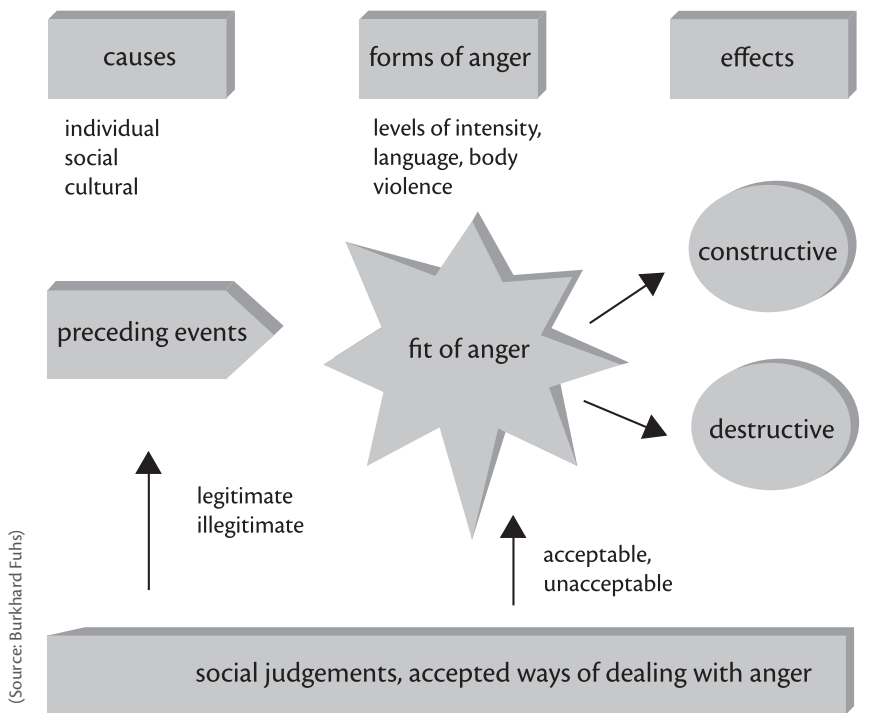 causes
forms of anger
effects
individual
social
cultural
levels of intensity,
language, body
violence
constructive
preceding events
fit of anger
destructive
legitimate
illegitimate
acceptable,
unacceptable
social judgements, accepted ways of dealing with anger
(Source: Burkhard Fuhs)